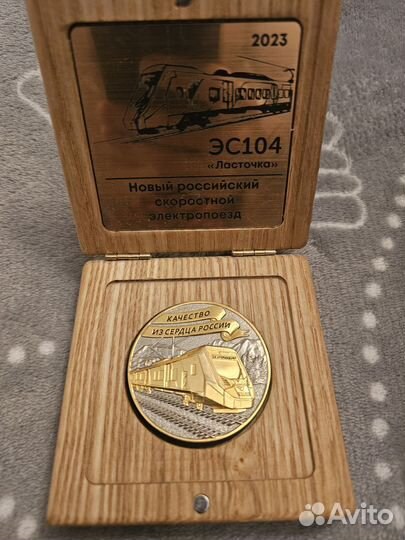 2023
ЭС104
«Ласточка»
Новый российский
скоростной
электропоезд
КАЧЕСТВО
ИЗ СЕРДЦА РОССИИ
Avito